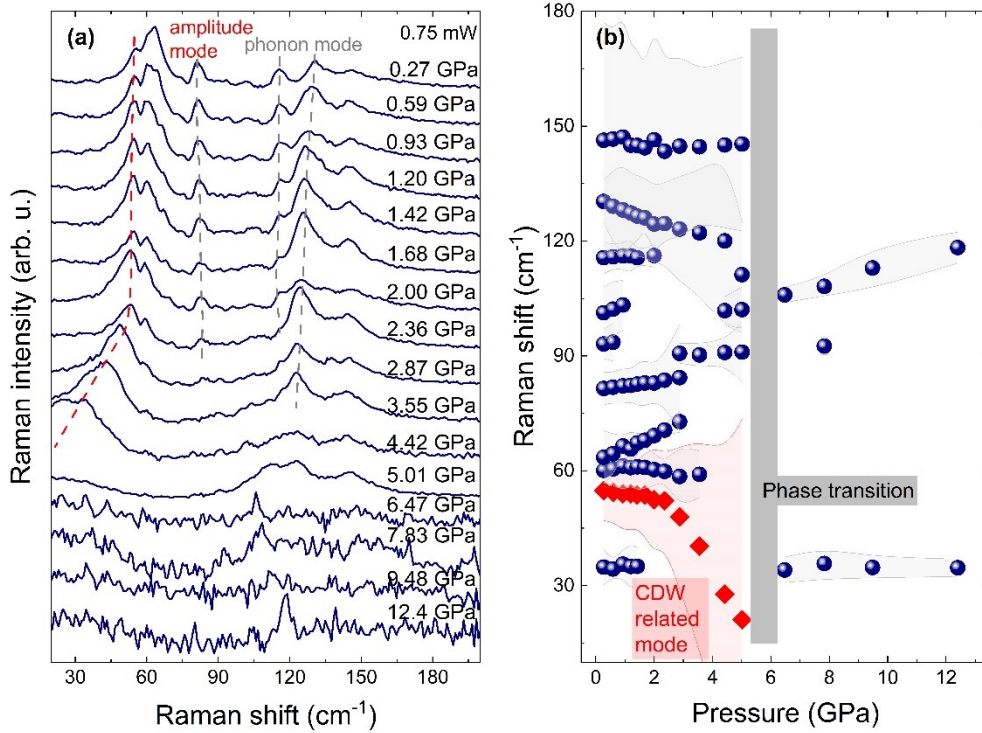 (a)
amplitude
mode
phonon mode
0.75 mW
0.27 GPa
0.59 GPa
0.93 GPa
1.20 GPa
1.42 GPa
1.68 GPa
2.00 GPa
2.36 GPa
2.87 GPa
3.55 GPa
4.42 GPa
5.01 GPa
6.47 GPa
7.83 GPa
9.48 GPa
12.4 GPa
Raman intensity (arb. u.)
30 60 90 120 150 180
Raman shift (cm⁻¹)
(b)
150
120
90
60
30
Raman shift (cm⁻¹)
Phase transition
CDW
related
mode
0 2 4 6 8 10 12
Pressure (GPa)